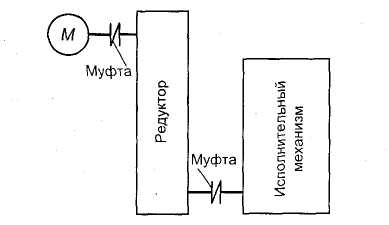 М
Муфта
Редуктор
Муфта
Исполнительный
механизм